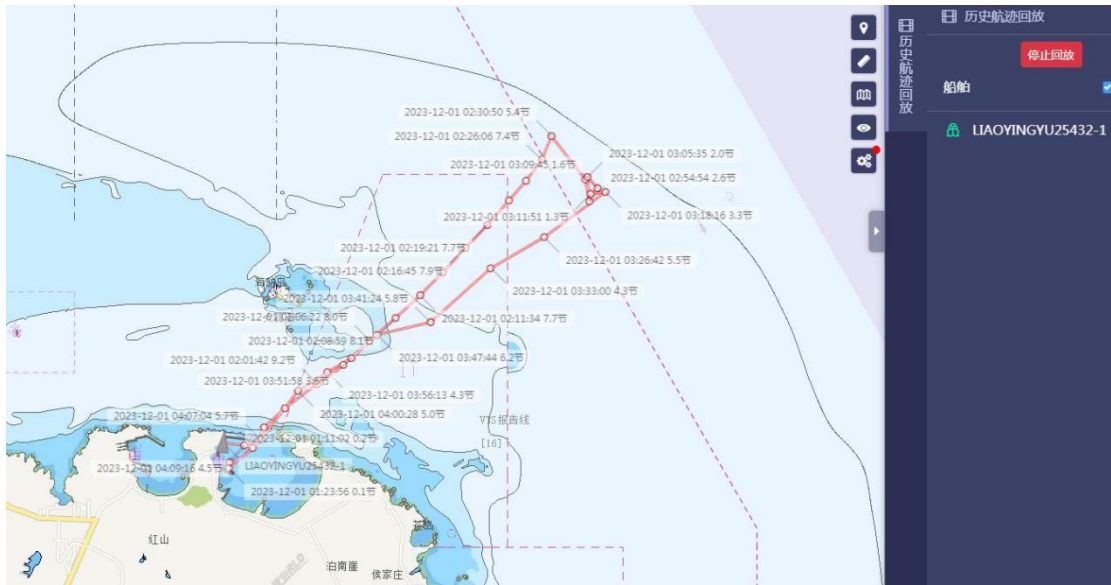 历史航迹回放
历史航迹回放
停止回放
船舶
LIAOYINGYU25432-1
2023-12-01 02:30:50 5.4节
2023-12-01 02:26:06 7.4节
2023-12-01 03:05:35 2.0节
2023-12-01 03:09:45 1.6节
2023-12-01 02:54:54 2.6节
2023-12-01 03:11:51 1.3节
2023-12-01 03:18:16 3.3节
2023-12-01 02:19:21 7.7节
2023-12-01 03:26:42 5.5节
2023-12-01 02:16:45 7.9节
2023-12-01 03:33:00 4.3节
2023-12-01 03:41:24 5.8节
2023-12-01 02:06:22 8.0节
2023-12-01 02:11:34 7.7节
2023-12-01 02:08:59 8.1节
2023-12-01 03:47:44 6.2节
2023-12-01 02:01:42 9.2节
2023-12-01 03:51:58 3.6节
2023-12-01 03:56:13 4.3节
2023-12-01 04:00:28 5.0节
2023-12-01 04:07:04 5.7节
VTS报告线
[16]
2023-12-01 01:11:02 0.2节
2023-12-01 04:09:16 4.5节
LIAOYINGYU25432-1
2023-12-01 01:23:56 0.1节
红山
白南崖
侯家庄